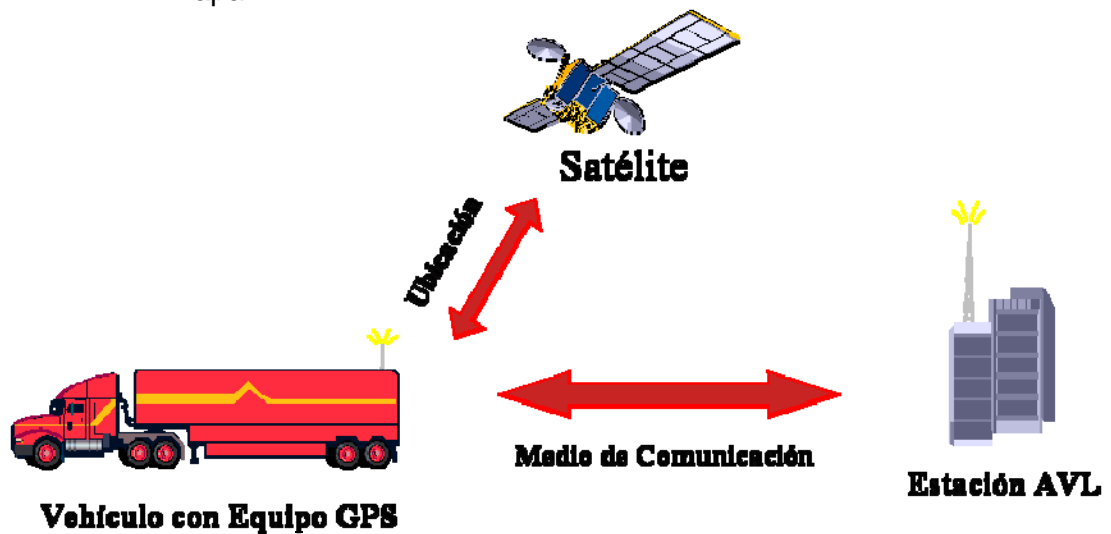 Satélite
Ubicación
Medio de Comunicación
Estación AVL
Vehículo con Equipo GPS